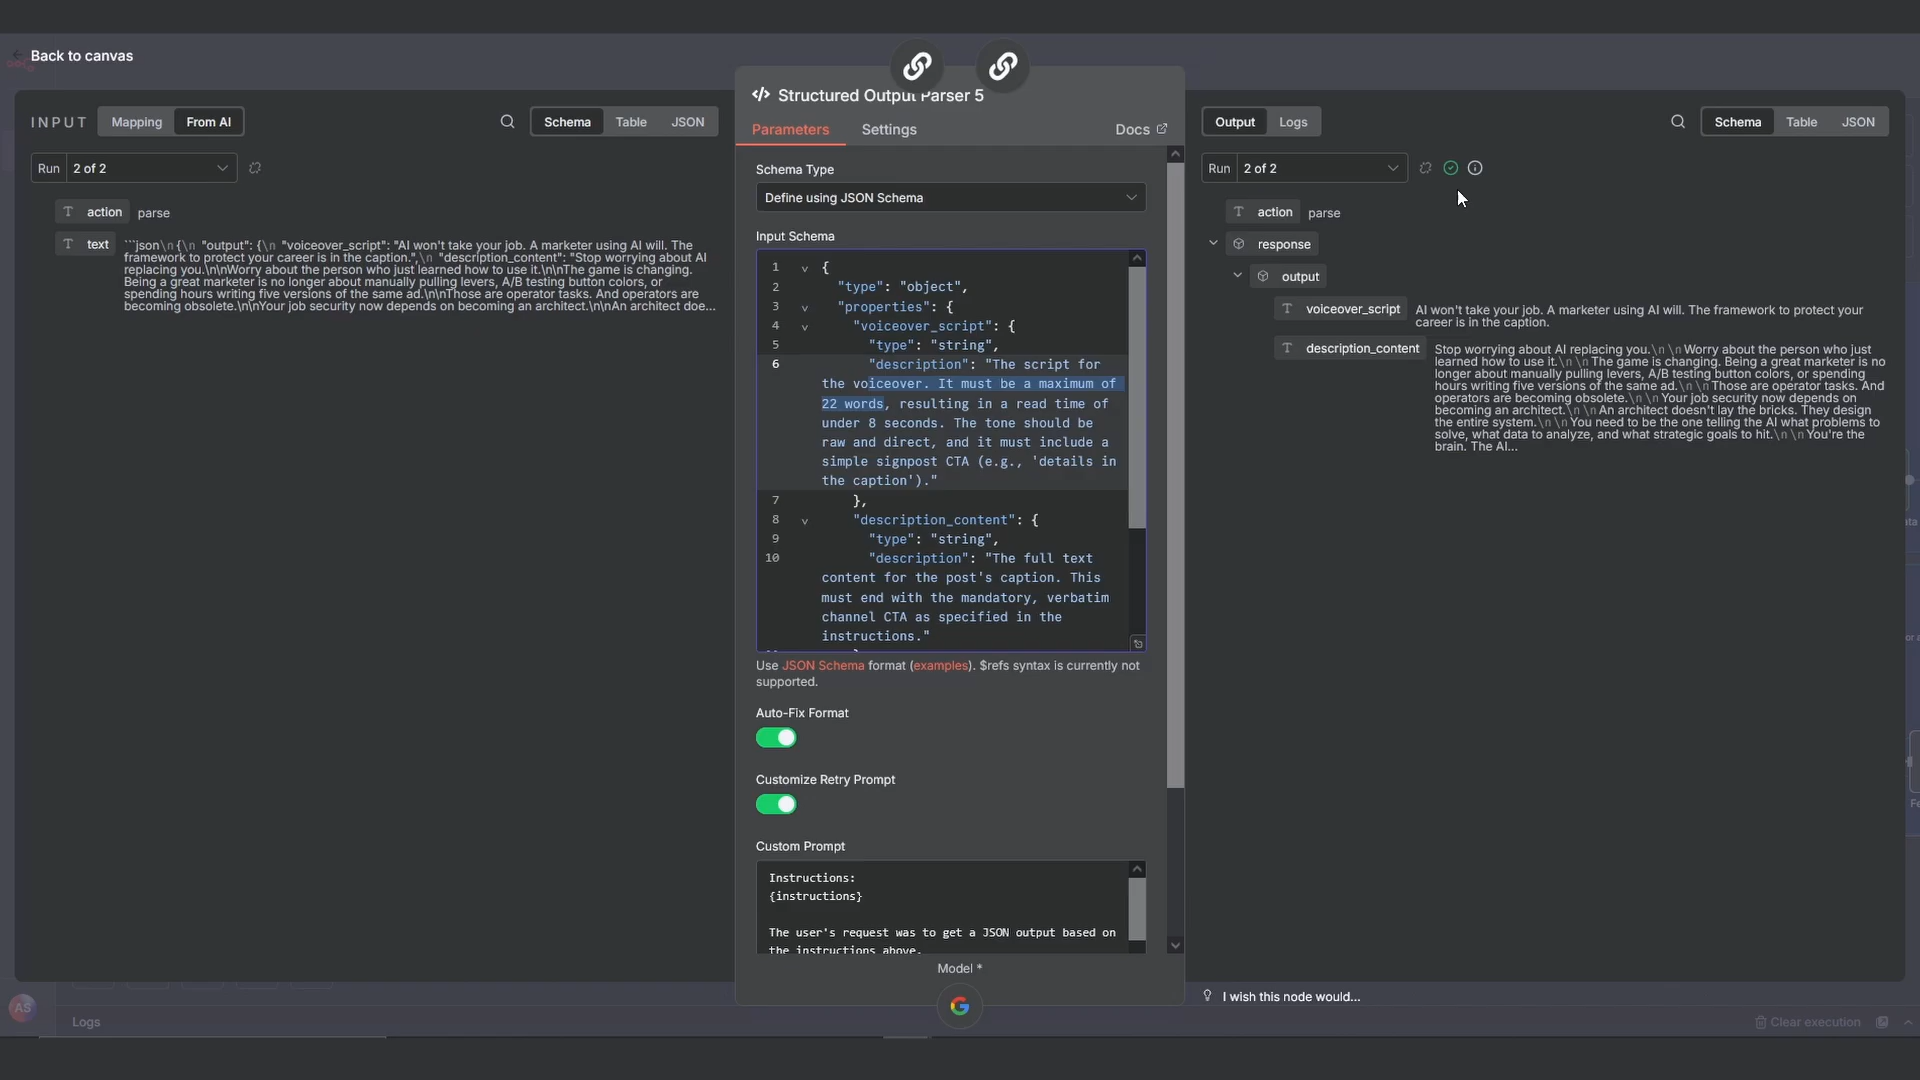 Back to canvas
INPUT
Mapping
From AI
Schema
Table
JSON
Run
2 of 2
T action parse
T text ```json\n{\n "output": {\n "voiceover_script": "AI won't take your job. A marketer using AI will. The
framework to protect your career is in the caption.",\n "description_content": "Stop worrying about AI
replacing you.\n\nWorry about the person who just learned how to use it.\n\nThe game is changing.
Being a great marketer is no longer about manually pulling levers, A/B testing button colors, or
spending hours writing five versions of the same ad.\n\nThose are operator tasks. And operators are
becoming obsolete.\n\nYour job security now depends on becoming an architect.\n\nAn architect doe...
Structured Output Parser 5
Parameters
Settings
Docs
Schema Type
Define using JSON Schema
Input Schema
1 {
2 "type": "object",
3 "properties": {
4 "voiceover_script": {
5 "type": "string",
6 "description": "The script for
the voiceover. It must be a maximum of
22 words, resulting in a read time of
under 8 seconds. The tone should be
raw and direct, and it must include a
simple signpost CTA (e.g., 'details in
the caption')."
7 },
8 "description_content": {
9 "type": "string",
10 "description": "The full text
content for the post's caption. This
must end with the mandatory, verbatim
channel CTA as specified in the
instructions."
Use JSON Schema format (examples). $refs syntax is currently not
supported.
Auto-Fix Format
Customize Retry Prompt
Custom Prompt
Instructions:
{instructions}
The user's request was to get a JSON output based on
the instructions above.
Model *
Output
Logs
Schema
Table
JSON
Run
2 of 2
T action parse
response
output
T voiceover_script AI won't take your job. A marketer using AI will. The framework to protect your
career is in the caption.
T description_content Stop worrying about AI replacing you.\n\nWorry about the person who just
learned how to use it.\n\nThe game is changing. Being a great marketer is no
longer about manually pulling levers, A/B testing button colors, or spending
hours writing five versions of the same ad.\n\nThose are operator tasks. And
operators are becoming obsolete.\n\nYour job security now depends on
becoming an architect.\n\nAn architect doesn't lay the bricks. They design
the entire system.\n\nYou need to be the one telling the AI what problems to
solve, what data to analyze, and what strategic goals to hit.\n\nYou're the
brain. The AI...
I wish this node would...
AS
Logs
Clear execution